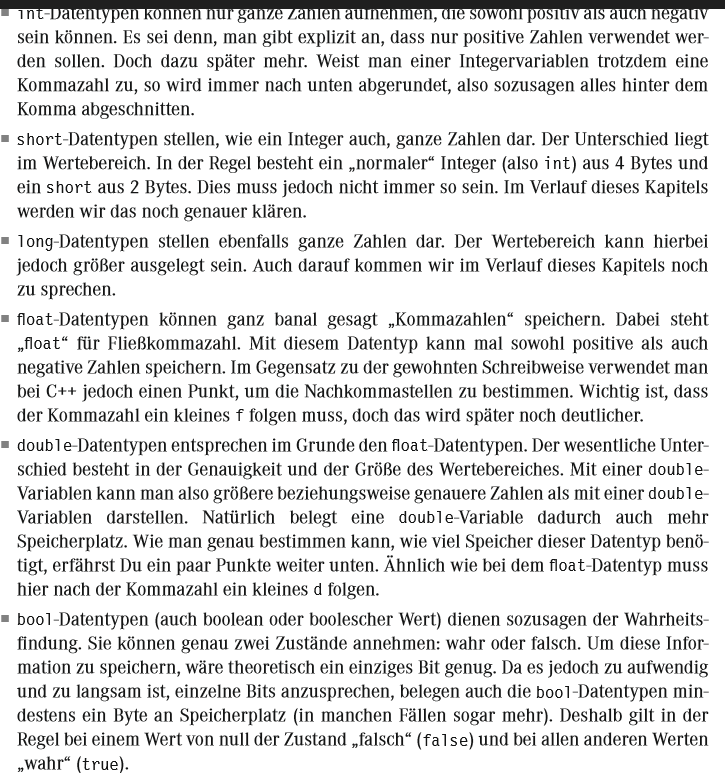 int-Datentypen können nur ganze Zahlen aufnehmen, die sowohl positiv als auch negativ
sein können. Es sei denn, man gibt explizit an, dass nur positive Zahlen verwendet wer-
den sollen. Doch dazu später mehr. Weist man einer Integervariablen trotzdem eine
Kommazahl zu, so wird immer nach unten abgerundet, also sozusagen alles hinter dem
Komma abgeschnitten.
short-Datentypen stellen, wie ein Integer auch, ganze Zahlen dar. Der Unterschied liegt
im Wertebereich. In der Regel besteht ein „normaler“ Integer (also int) aus 4 Bytes und
ein short aus 2 Bytes. Dies muss jedoch nicht immer so sein. Im Verlauf dieses Kapitels
werden wir das noch genauer klären.
long-Datentypen stellen ebenfalls ganze Zahlen dar. Der Wertebereich kann hierbei
jedoch größer ausgelegt sein. Auch darauf kommen wir im Verlauf dieses Kapitels noch
zu sprechen.
float-Datentypen können ganz banal gesagt „Kommazahlen“ speichern. Dabei steht
„float“ für Fließkommazahl. Mit diesem Datentyp kann mal sowohl positive als auch
negative Zahlen speichern. Im Gegensatz zu der gewohnten Schreibweise verwendet man
bei C++ jedoch einen Punkt, um die Nachkommastellen zu bestimmen. Wichtig ist, dass
der Kommazahl ein kleines f folgen muss, doch das wird später noch deutlicher.
double-Datentypen entsprechen im Grunde den float-Datentypen. Der wesentliche Unter-
schied besteht in der Genauigkeit und der Größe des Wertebereiches. Mit einer double-
Variablen kann man also größere beziehungsweise genauere Zahlen als mit einer double-
Variablen darstellen. Natürlich belegt eine double-Variable dadurch auch mehr
Speicherplatz. Wie man genau bestimmen kann, wie viel Speicher dieser Datentyp benö-
tigt, erfährst Du ein paar Punkte weiter unten. Ähnlich wie bei dem float-Datentyp muss
hier nach der Kommazahl ein kleines d folgen.
bool-Datentypen (auch boolean oder boolescher Wert) dienen sozusagen der Wahrheits-
findung. Sie können genau zwei Zustände annehmen: wahr oder falsch. Um diese Infor-
mation zu speichern, wäre theoretisch ein einziges Bit genug. Da es jedoch zu aufwendig
und zu langsam ist, einzelne Bits anzusprechen, belegen auch die bool-Datentypen min-
destens ein Byte an Speicherplatz (in manchen Fällen sogar mehr). Deshalb gilt in der
Regel bei einem Wert von null der Zustand „falsch“ (false) und bei allen anderen Werten
„wahr“ (true).